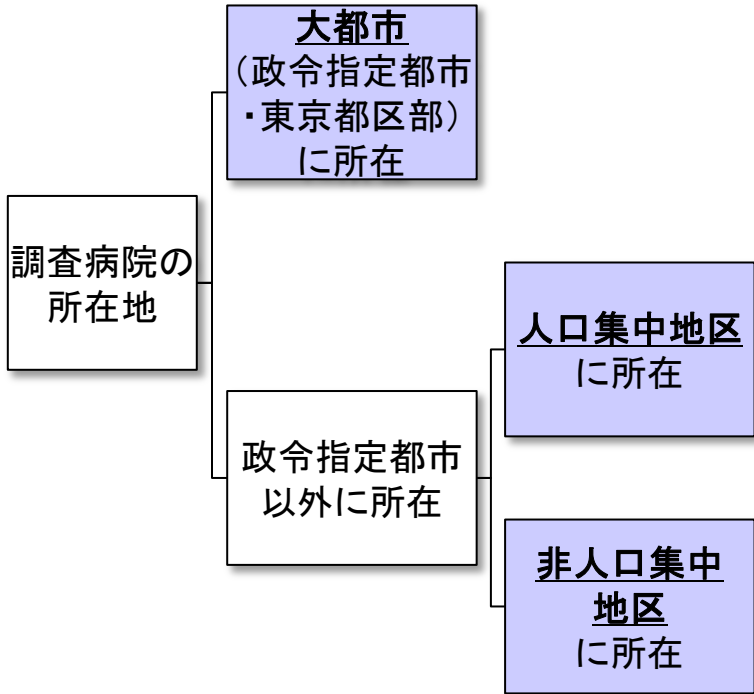 大都市
（政令指定都市
・東京都区部）
に所在
調査病院の
所在地
人口集中地区
に所在
政令指定都市
以外に所在
非人口集中
地区
に所在